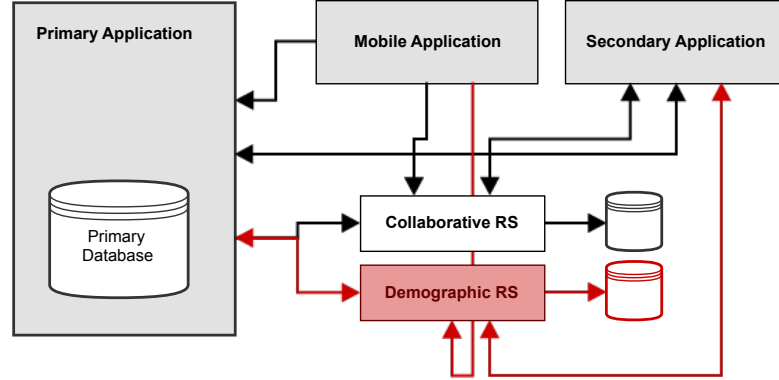 Primary Application
Mobile Application
Secondary Application
Primary
Database
Collaborative RS
Demographic RS